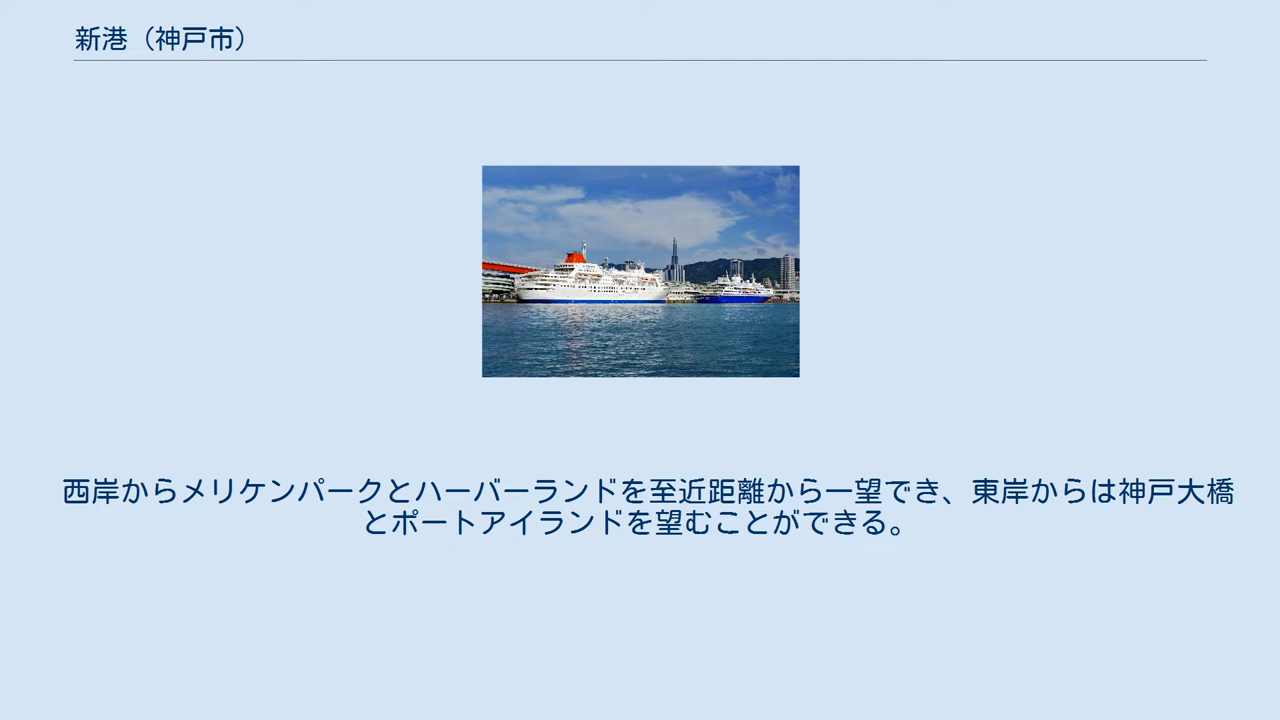 新港（神戸市）
西岸からメリケンパークとハーバーランドを至近距離から一望でき、東岸からは神戸大橋
とポートアイランドを望むことができる。